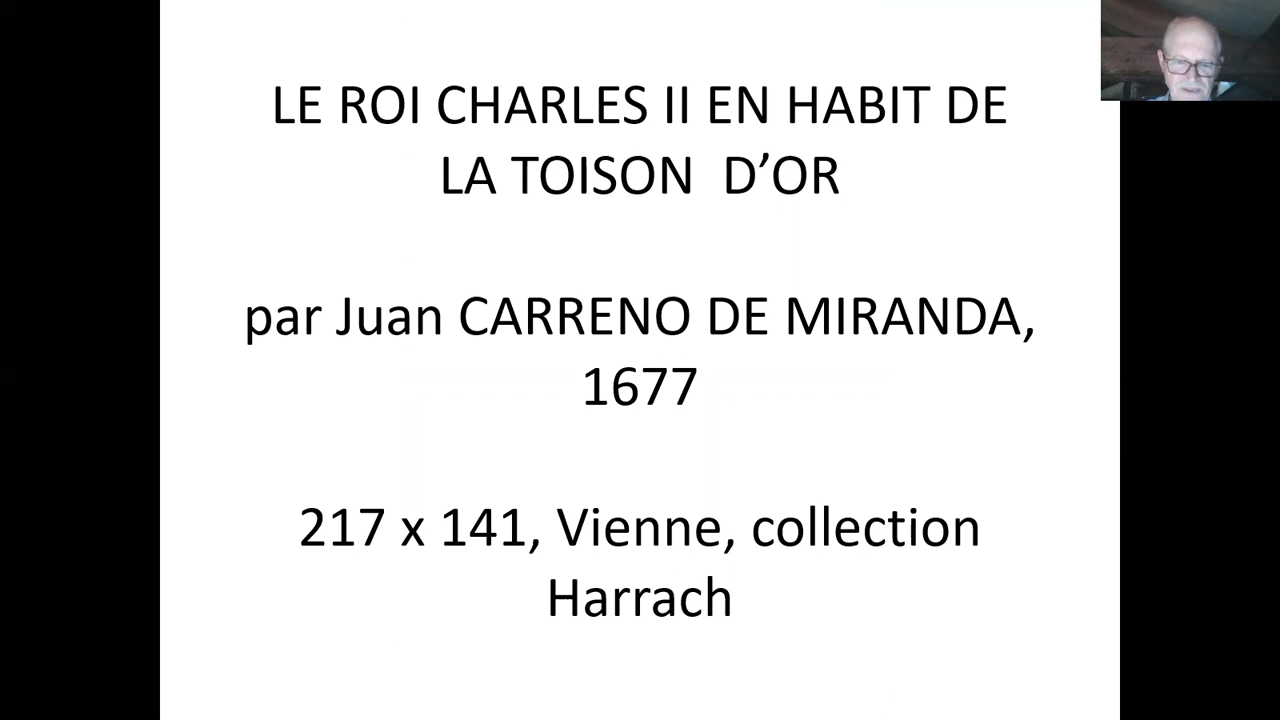 LE ROI CHARLES II EN HABIT DE
LA TOISON D’OR
par Juan CARRENO DE MIRANDA,
1677
217 x 141, Vienne, collection
Harrach